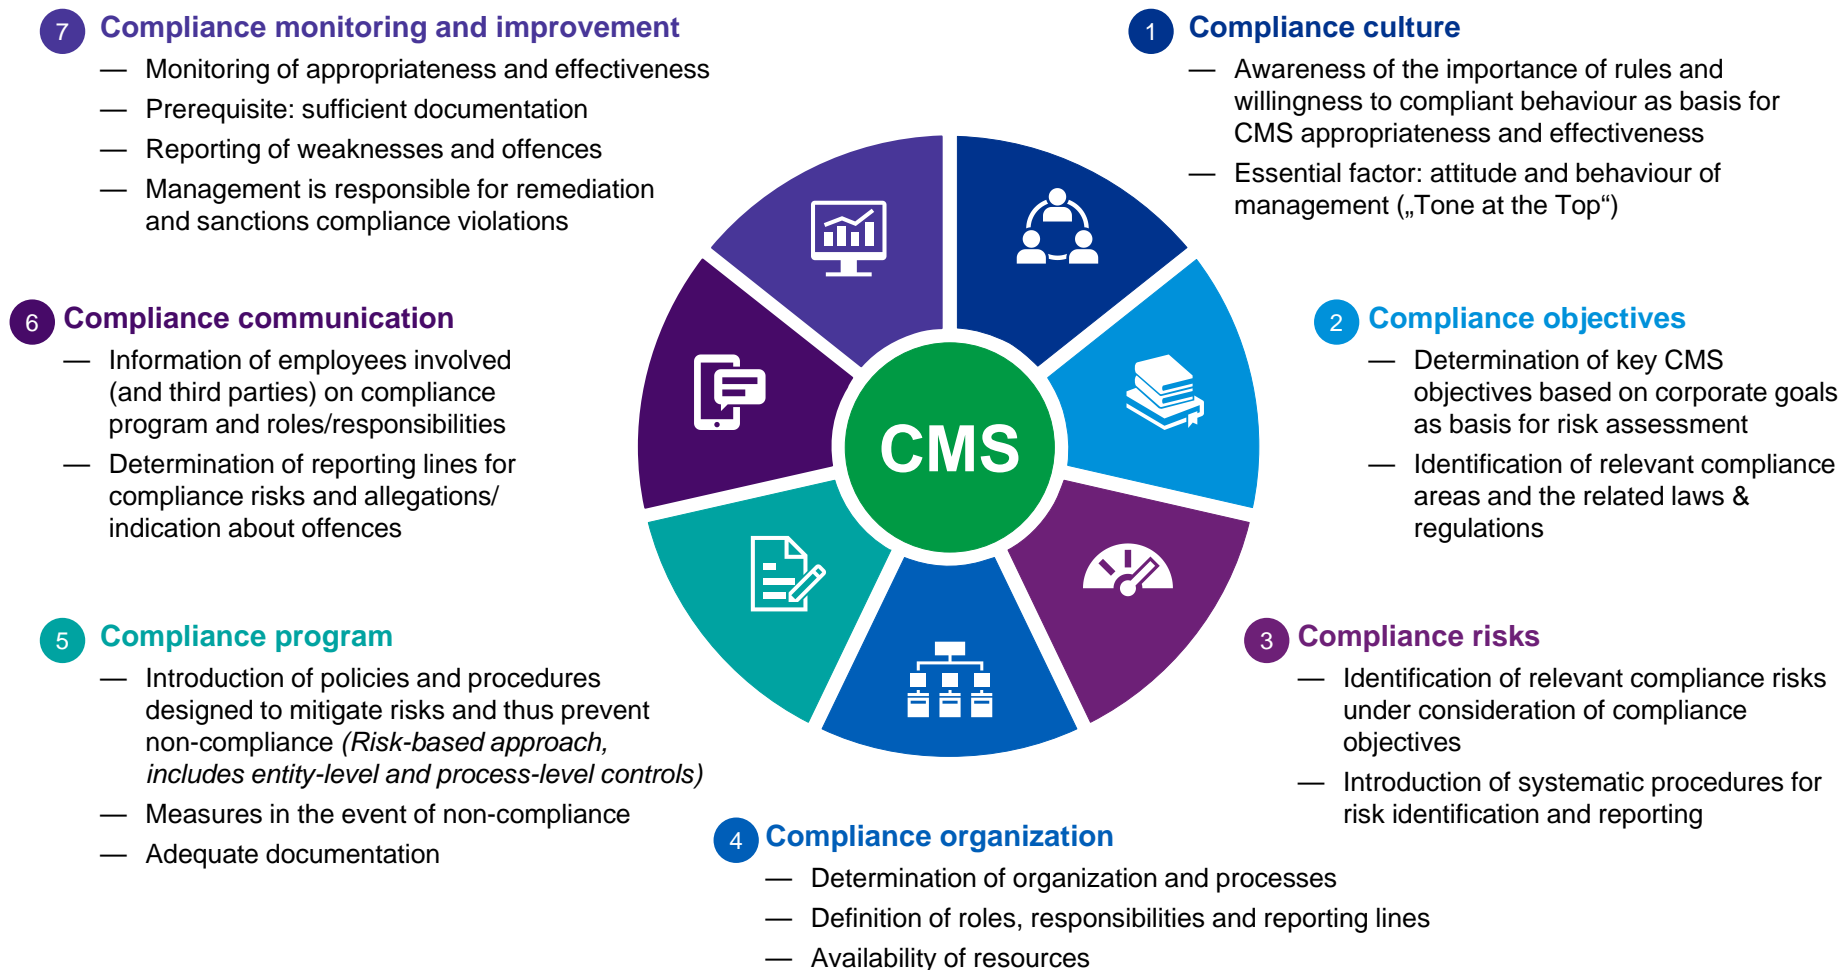 7 Compliance monitoring and improvement
— Monitoring of appropriateness and effectiveness
— Prerequisite: sufficient documentation
— Reporting of weaknesses and offences
— Management is responsible for remediation
and sanctions compliance violations
1 Compliance culture
— Awareness of the importance of rules and
willingness to compliant behaviour as basis for
CMS appropriateness and effectiveness
— Essential factor: attitude and behaviour of
management („Tone at the Top“)
6 Compliance communication
— Information of employees involved
(and third parties) on compliance
program and roles/responsibilities
— Determination of reporting lines for
compliance risks and allegations/
indication about offences
CMS
2 Compliance objectives
— Determination of key CMS
objectives based on corporate goals
as basis for risk assessment
— Identification of relevant compliance
areas and the related laws &
regulations
5 Compliance program
— Introduction of policies and procedures
designed to mitigate risks and thus prevent
non-compliance (Risk-based approach,
includes entity-level and process-level controls)
— Measures in the event of non-compliance
— Adequate documentation
3 Compliance risks
— Identification of relevant compliance risks
under consideration of compliance
objectives
— Introduction of systematic procedures for
risk identification and reporting
4 Compliance organization
— Determination of organization and processes
— Definition of roles, responsibilities and reporting lines
— Availability of resources